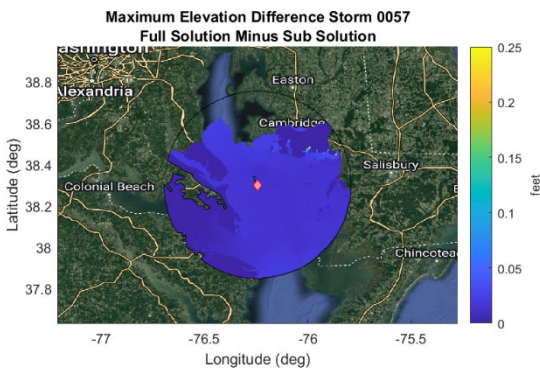 Maximum Elevation Difference Storm 0057
Full Solution Minus Sub Solution
38.8
38.6
38.4
38.2
38
37.8
Latitude (deg)
Alexandria
Easton
Cambridge
Salisbury
Colonial Beach
Chincotea
-77
-76.5
-76
-75.5
Longitude (deg)
0.25
0.2
0.15
0.1
0.05
0
feet